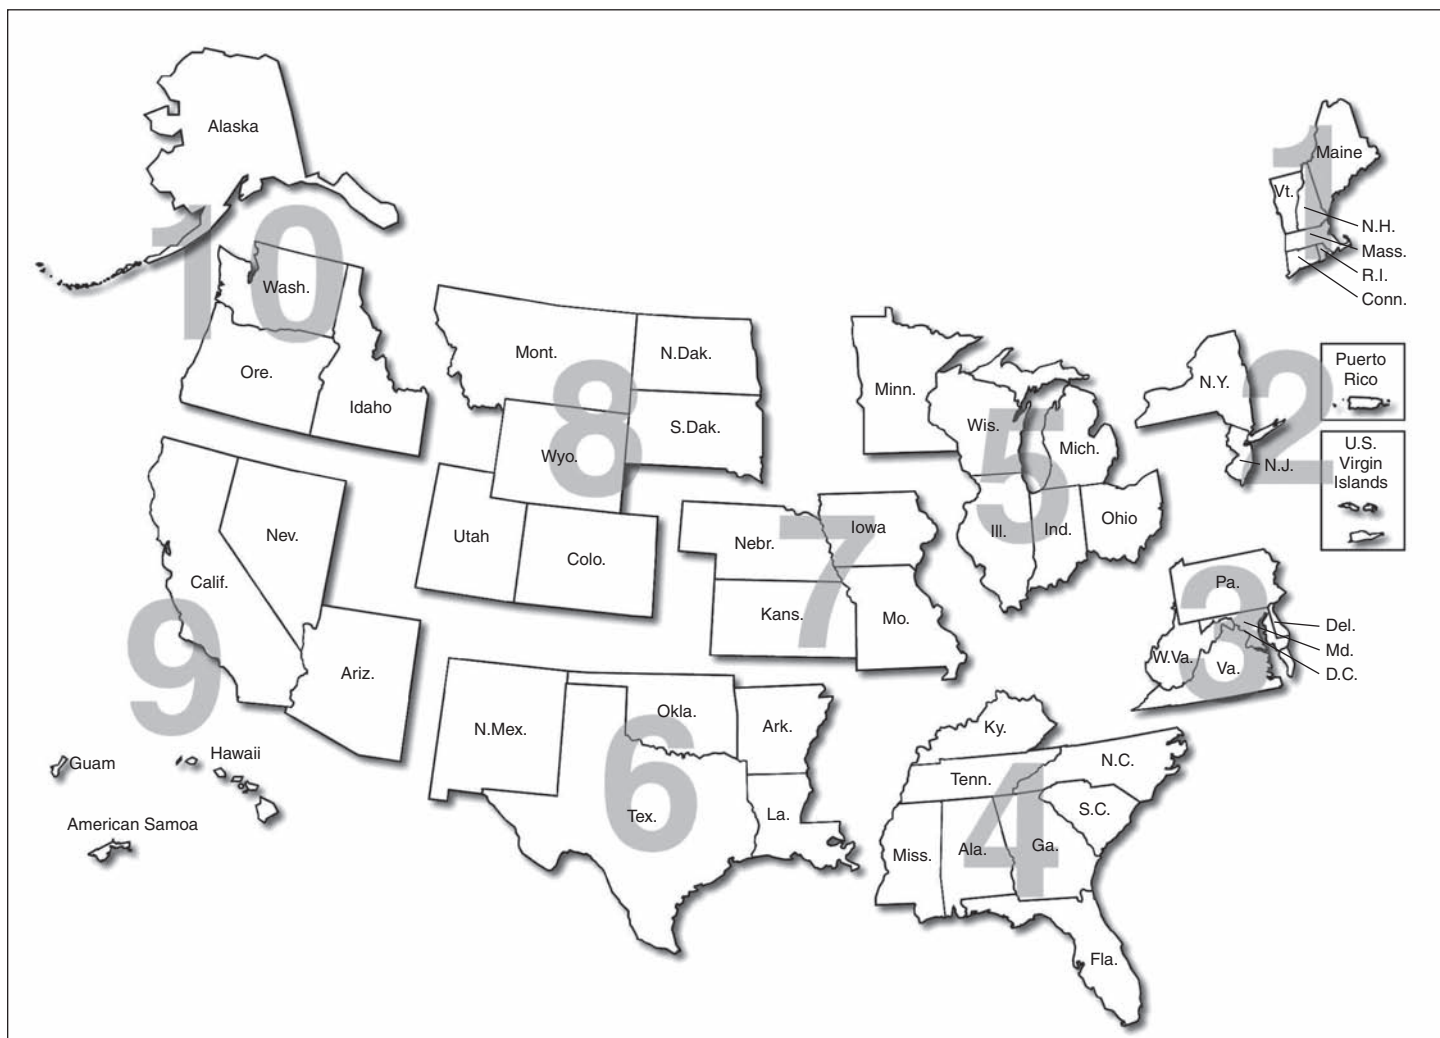 Alaska
10
Wash.
Ore.
Idaho
Mont.
N.Dak.
S.Dak.
8
Wyo.
Utah
Colo.
Minn.
Wis.
Mich.
5
Ill.
Ind.
Ohio
1
Maine
Vt.
N.H.
Mass.
R.I.
Conn.
2
N.Y.
N.J.
Puerto
Rico
U.S.
Virgin
Islands
Nev.
Calif.
9
Ariz.
Guam
Hawaii
American Samoa
Nebr.
Iowa
7
Kans.
Mo.
Pa.
3
Del.
Md.
D.C.
W.Va.
Va.
N.Mex.
Okla.
Ark.
6
Tex.
La.
Ky.
Tenn.
N.C.
S.C.
4
Miss.
Ala.
Ga.
Fla.